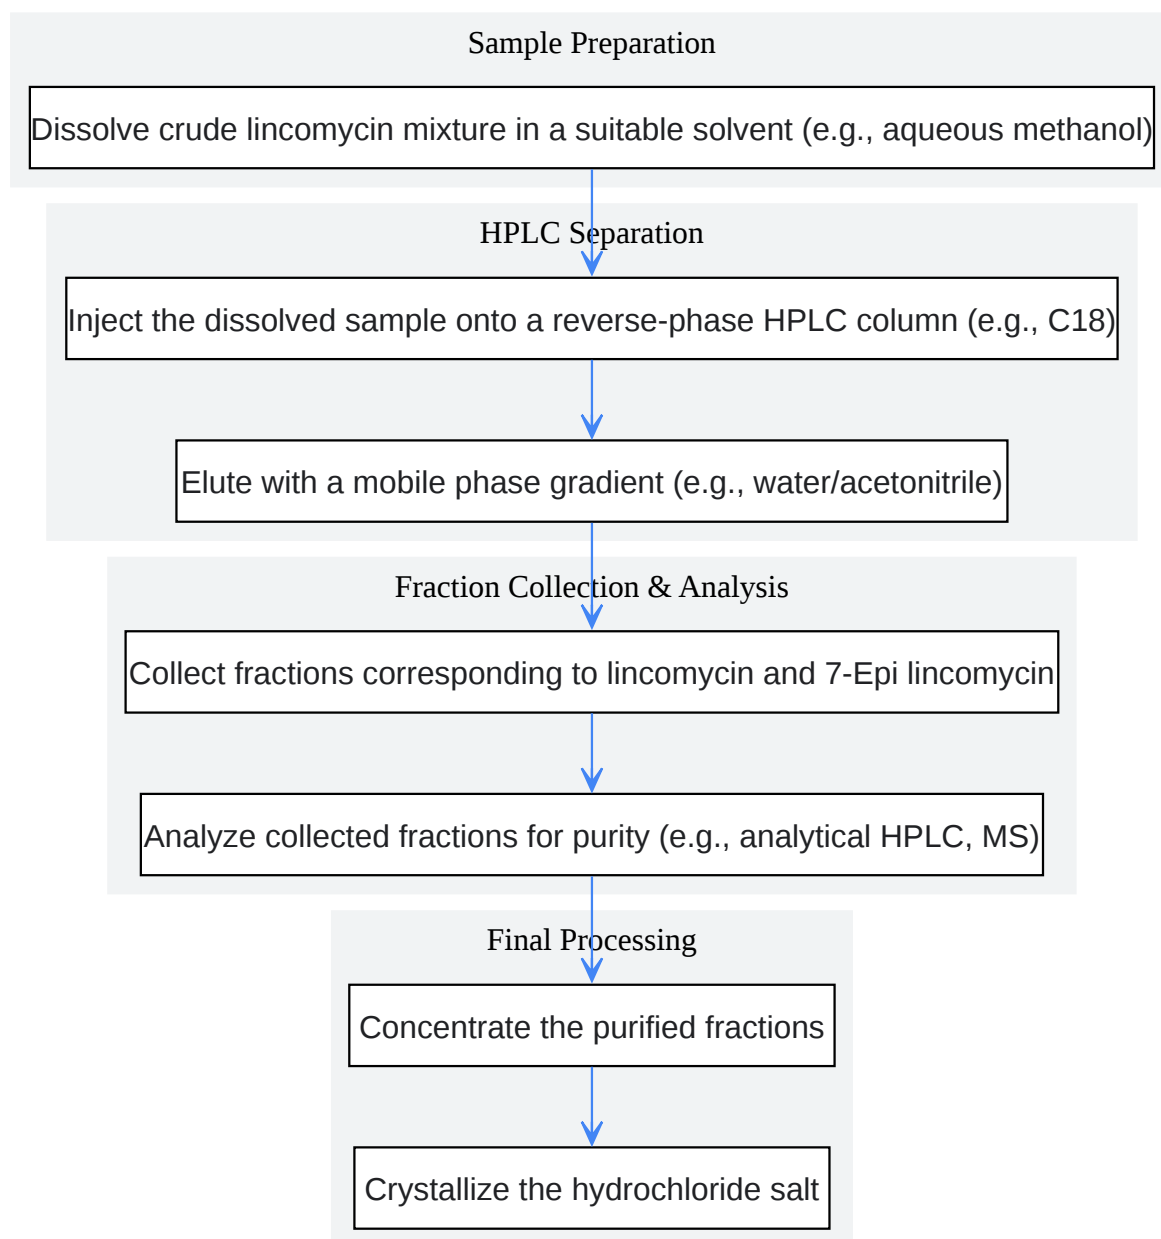 Sample Preparation
Dissolve crude lincomycin mixture in a suitable solvent (e.g., aqueous methanol)
HPLC Separation
Inject the dissolved sample onto a reverse-phase HPLC column (e.g., C18)
Elute with a mobile phase gradient (e.g., water/acetonitrile)
Fraction Collection & Analysis
Collect fractions corresponding to lincomycin and 7-Epi lincomycin
Analyze collected fractions for purity (e.g., analytical HPLC, MS)
Final Processing
Concentrate the purified fractions
Crystallize the hydrochloride salt